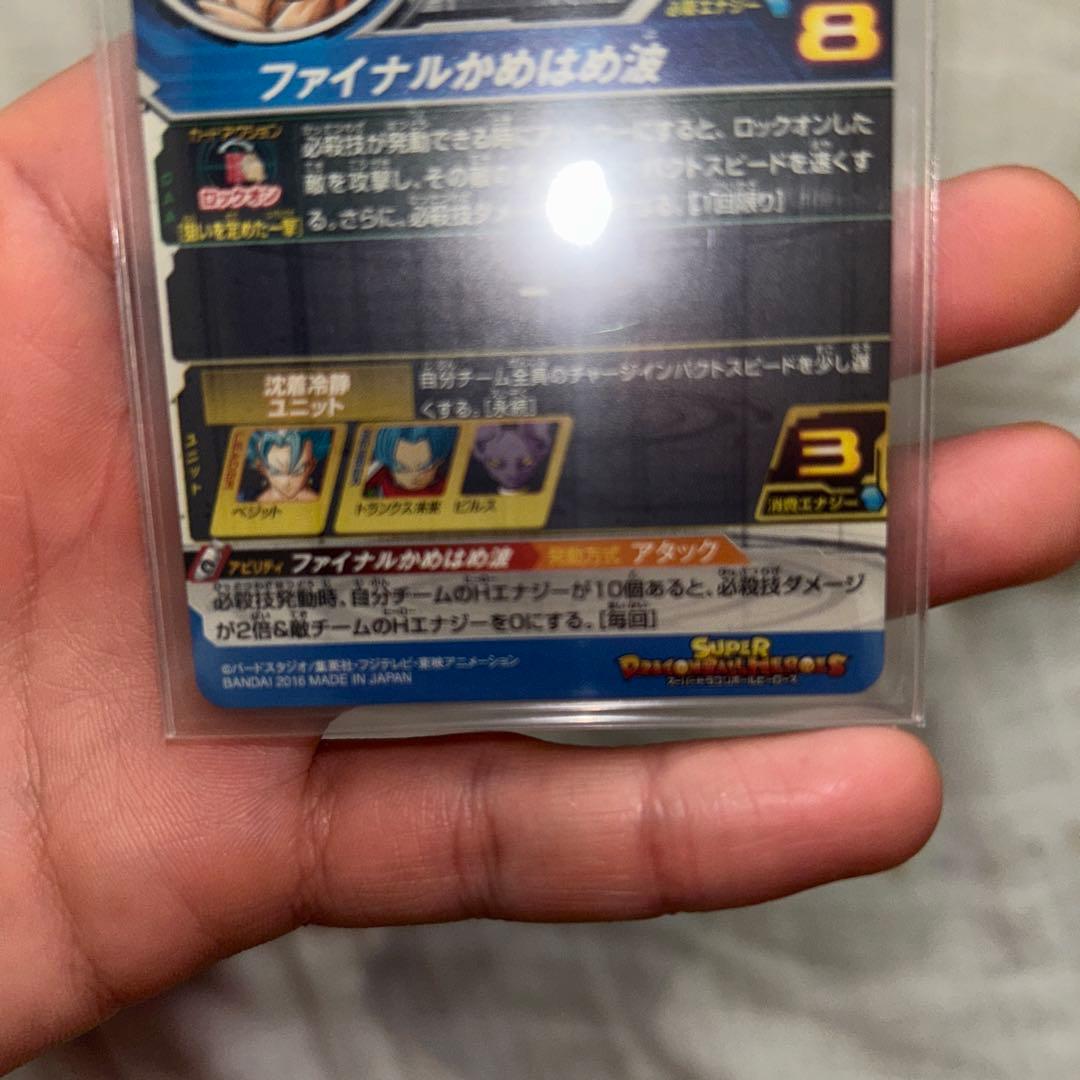 必要エナジー
8
ファイナルかめはめ波
カードアクション
ロックオン
[狙いを定めた一撃]
必殺技が発動できる時 にすると、ロックオンした
敵を攻撃し、その クトスピードを速くす
る。さらに、必殺技ダメ る。[1回限り]
CAA
沈着冷静
ユニット
自分チーム全員のチャージインパクトスピードを少し遅
くする。[永続]
ユニット
ベジット
トランクス:未来
ビルス
3
消費エナジー
アビリティ ファイナルかめはめ波 発動方式 アタック
必殺技発動時、自分チームのHエナジーが10個あると、必殺技ダメージ
が2倍&敵チームのHエナジーを0にする。[毎回]
©バードスタジオ/集英社・フジテレビ・東映アニメーション
BANDAI 2016 MADE IN JAPAN
SUPER
DRAGONBALL HEROES
スーパードラゴンボールヒーローズ